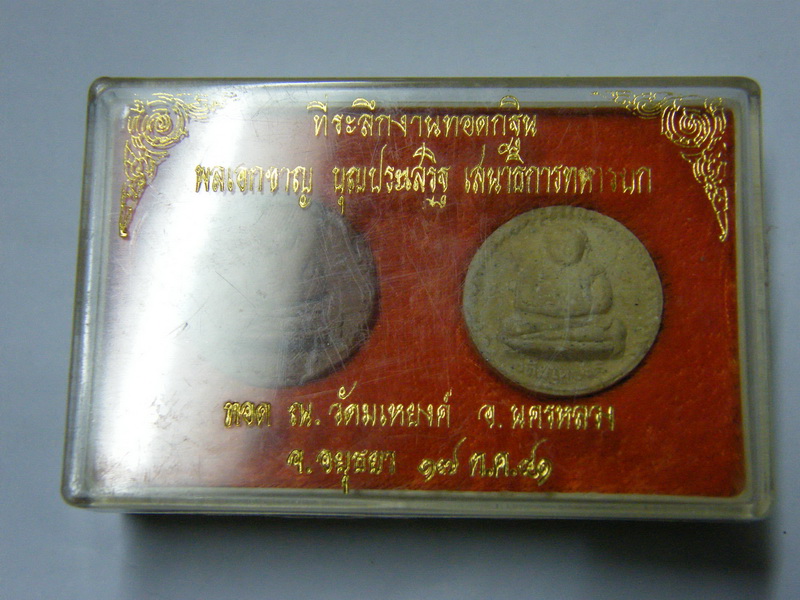 ที่ระลึกงานทอดกฐิน
พลเอกชาญ บุญประเสริฐ เสนาธิการทหารบก
ทอด ณ. วัดมเหยงค์ อ. นครหลวง
จ. อยุธยา ๑๗ ต.ค. ๔๑